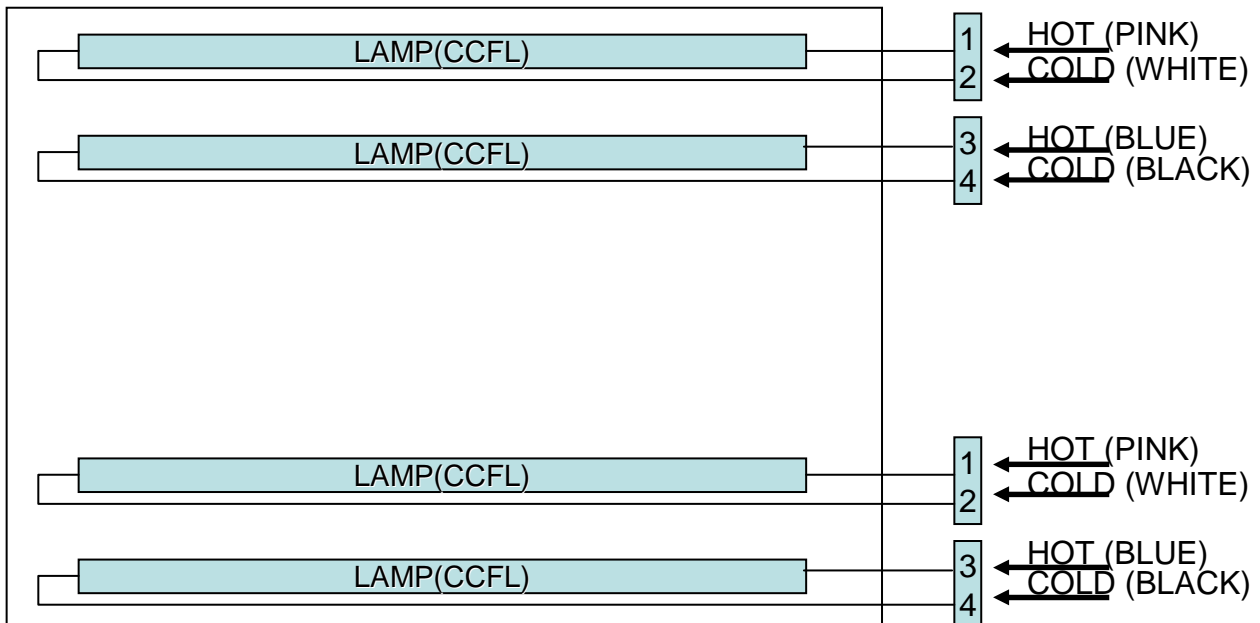 LAMP(CCFL)
1 HOT (PINK)
2 COLD (WHITE)
LAMP(CCFL)
3 HOT (BLUE)
4 COLD (BLACK)
LAMP(CCFL)
1 HOT (PINK)
2 COLD (WHITE)
LAMP(CCFL)
3 HOT (BLUE)
4 COLD (BLACK)